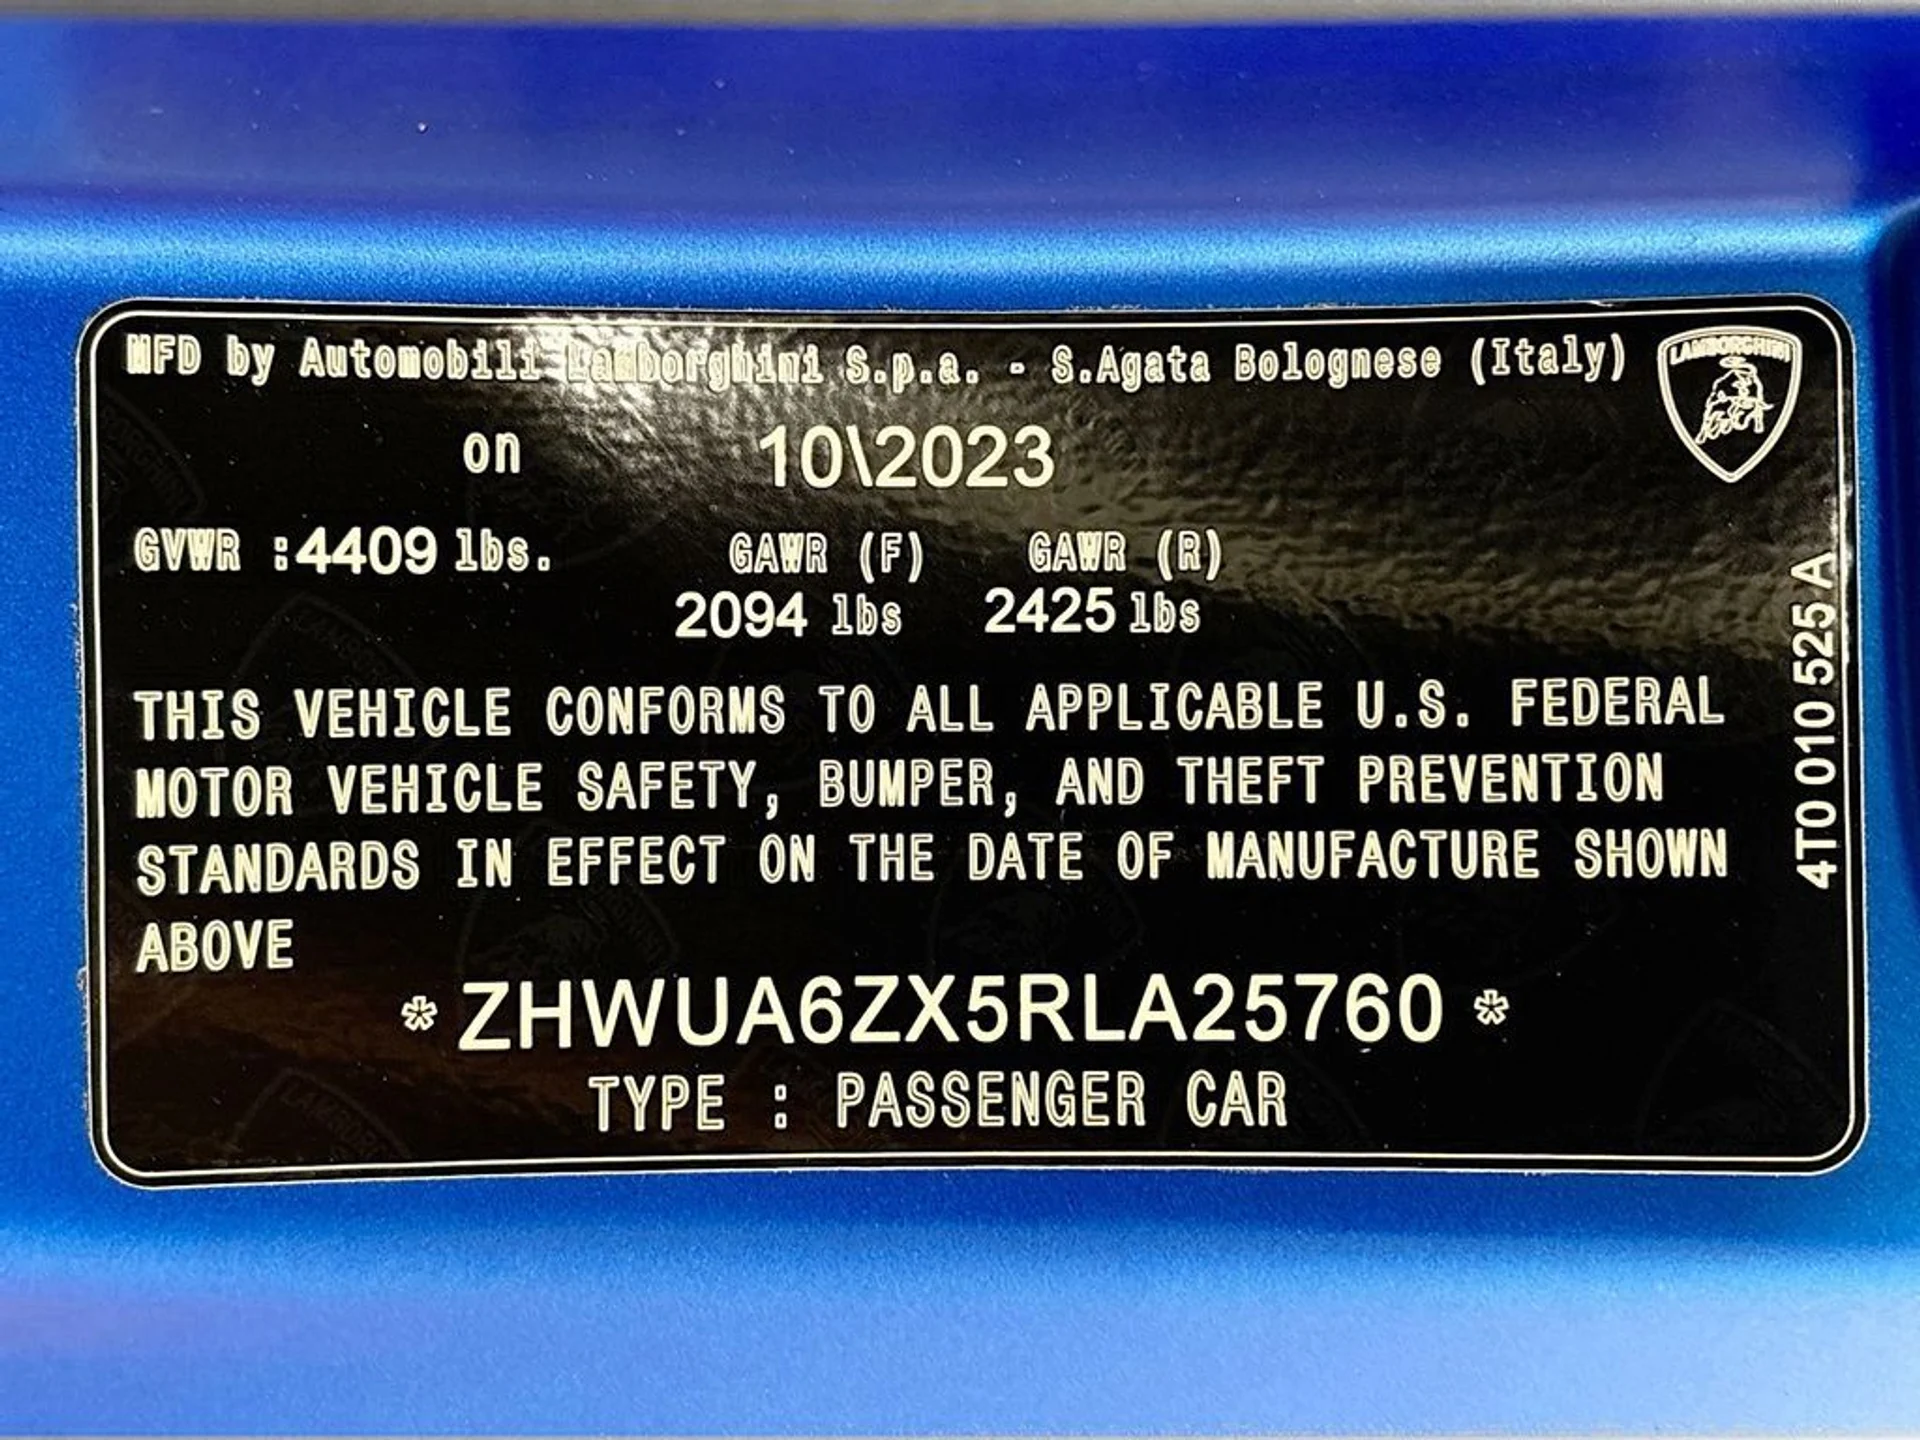 MFD by Automobili Lamborghini S.p.a. - S.Agata Bolognese (Italy)
LAMBORGHINI
on 10\2023
GVWR :4409 lbs. GAWR (F) GAWR (R)
2094 lbs 2425 lbs
THIS VEHICLE CONFORMS TO ALL APPLICABLE U.S. FEDERAL
MOTOR VEHICLE SAFETY, BUMPER, AND THEFT PREVENTION
STANDARDS IN EFFECT ON THE DATE OF MANUFACTURE SHOWN
ABOVE
* ZHWUA6ZX5RLA25760 *
TYPE : PASSENGER CAR
4T0 010 525 A